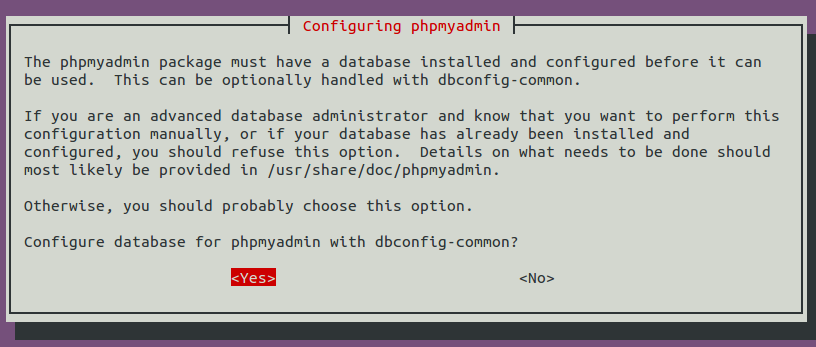 Configuring phpmyadmin
The phpmyadmin package must have a database installed and configured before it can
be used.  This can be optionally handled with dbconfig-common.
If you are an advanced database administrator and know that you want to perform this
configuration manually, or if your database has already been installed and
configured, you should refuse this option.  Details on what needs to be done should
most likely be provided in /usr/share/doc/phpmyadmin.
Otherwise, you should probably choose this option.
Configure database for phpmyadmin with dbconfig-common?
<Yes> <No>